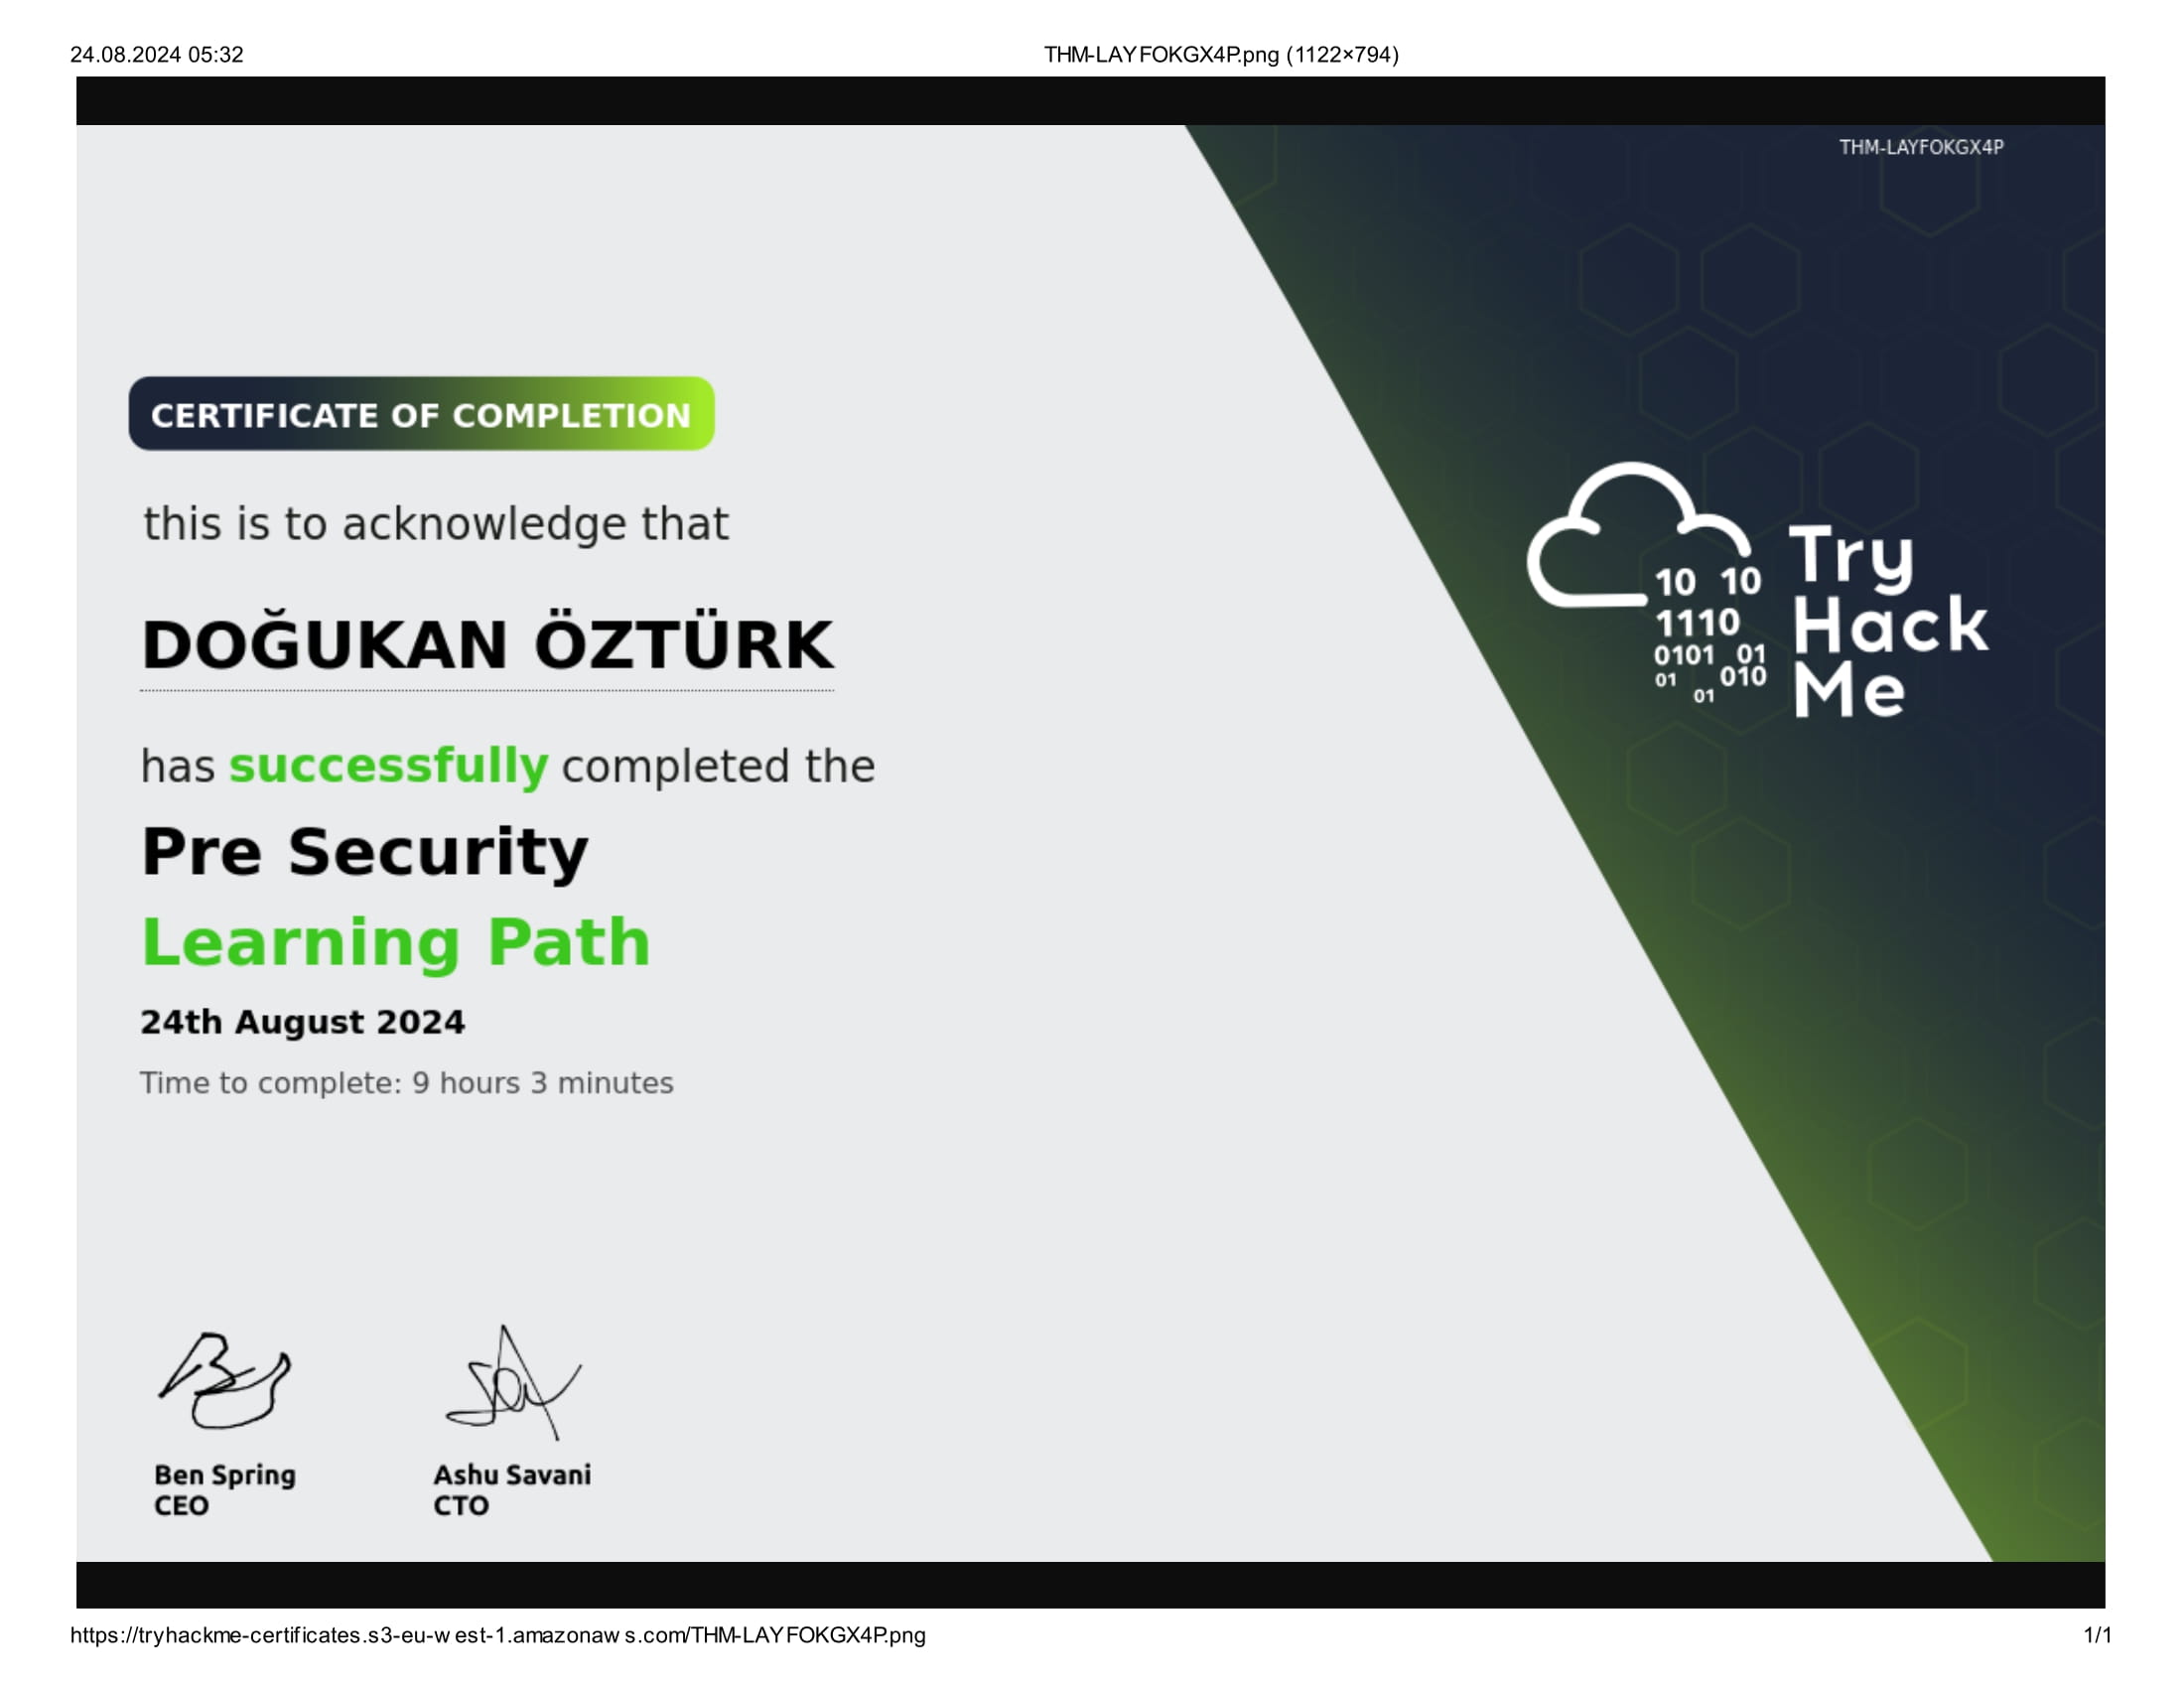 24.08.2024 05:32
THM-LAYFOKGX4P.png (1122×794)
THM-LAYFOKGX4P
CERTIFICATE OF COMPLETION
this is to acknowledge that
DOĞUKAN ÖZTÜRK
has successfully completed the
Pre Security
Learning Path
24th August 2024
Time to complete: 9 hours 3 minutes
10 10
1110
0101 01
01 010
01
Try
Hack
Me
Ben Spring
CEO
Ashu Savani
CTO
https://tryhackme-certificates.s3-eu-west-1.amazonaws.com/THM-LAYFOKGX4P.png
1/1